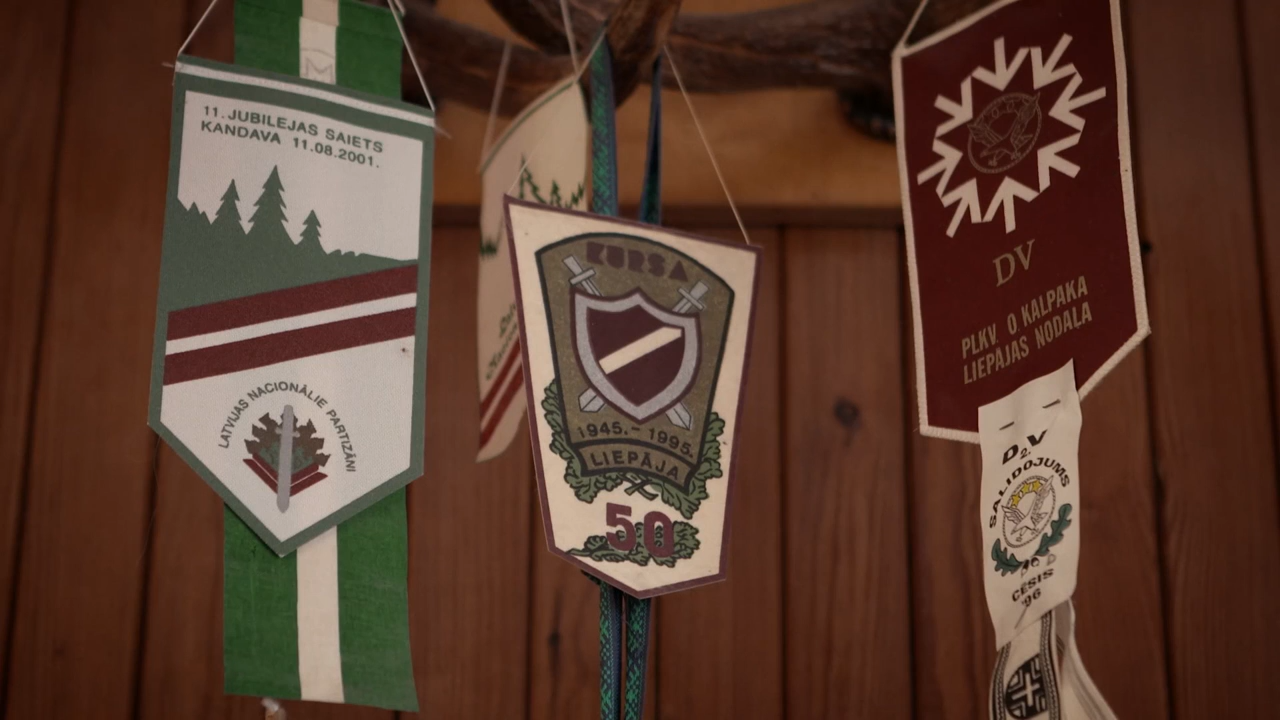 11. JUBILEJAS SAIETS
KANDAVA 11.08.2001.
LATVIJAS NACIONĀLIE PARTIZĀNI
KURSA
1945.-1995.
LIEPĀJA
50
DV
PLKV. O. KALPAKA
LIEPĀJAS NODAĻA
D.V
2.
SALIDOJUMS
CĒSIS
'96